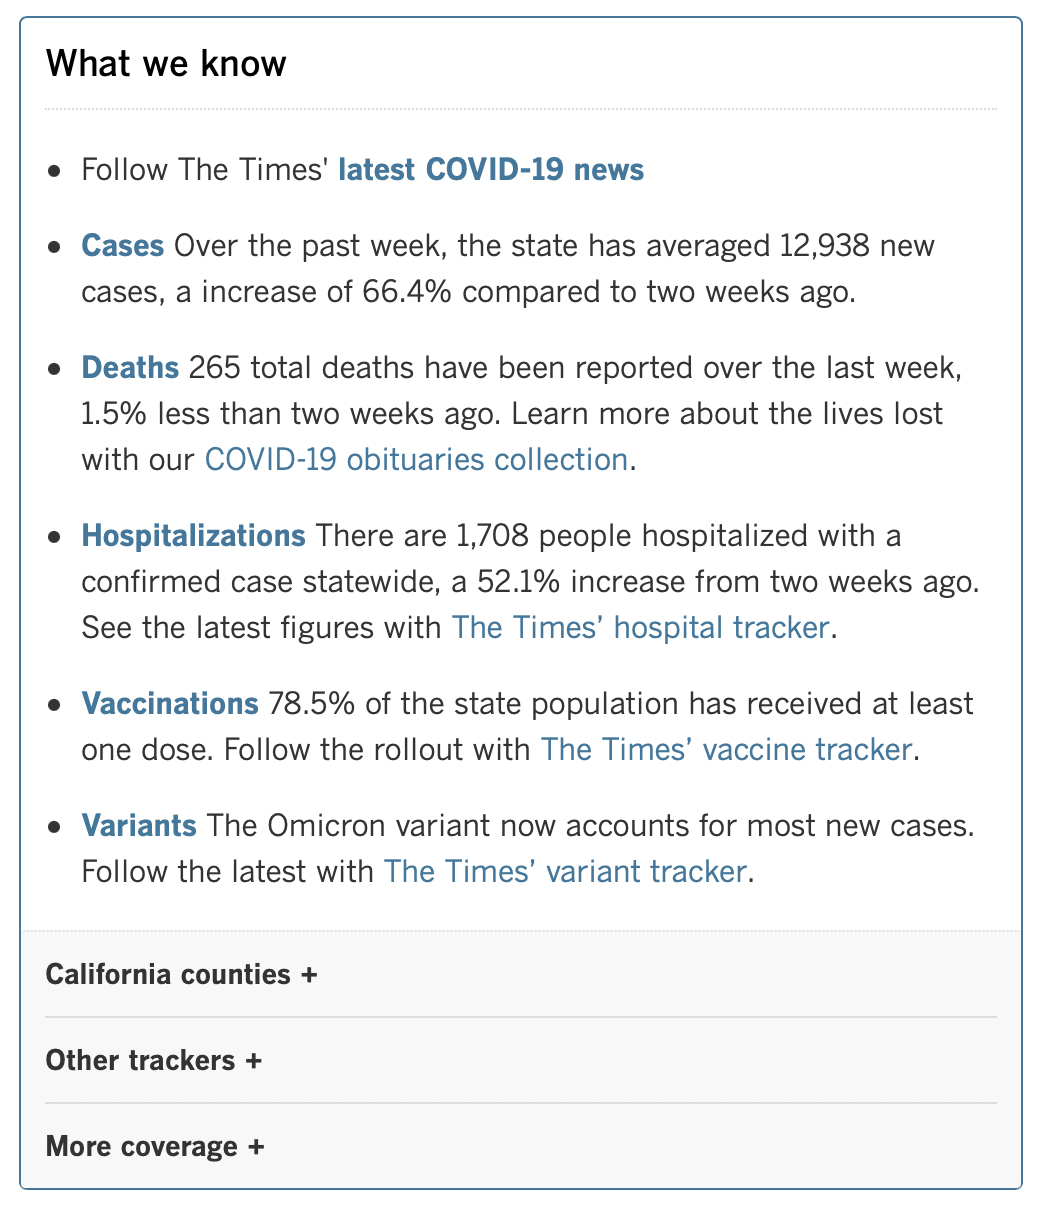 What we know
• Follow The Times' latest COVID-19 news
• Cases Over the past week, the state has averaged 12,938 new
cases, a increase of 66.4% compared to two weeks ago.
• Deaths 265 total deaths have been reported over the last week,
1.5% less than two weeks ago. Learn more about the lives lost
with our COVID-19 obituaries collection.
• Hospitalizations There are 1,708 people hospitalized with a
confirmed case statewide, a 52.1% increase from two weeks ago.
See the latest figures with The Times’ hospital tracker.
• Vaccinations 78.5% of the state population has received at least
one dose. Follow the rollout with The Times’ vaccine tracker.
• Variants The Omicron variant now accounts for most new cases.
Follow the latest with The Times’ variant tracker.
California counties +
Other trackers +
More coverage +